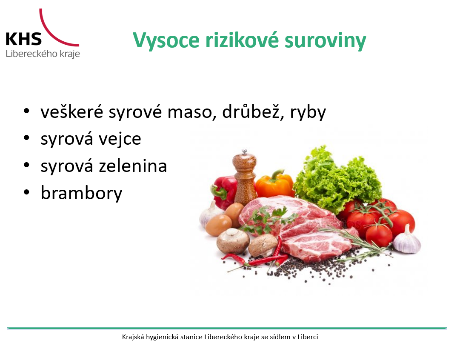 KHS
Libereckého kraje
Vysoce rizikové suroviny
• veškeré syrové maso, drůbež, ryby
• syrová vejce
• syrová zelenina
• brambory
Krajská hygienická stanice Libereckého kraje se sídlem v Liberci